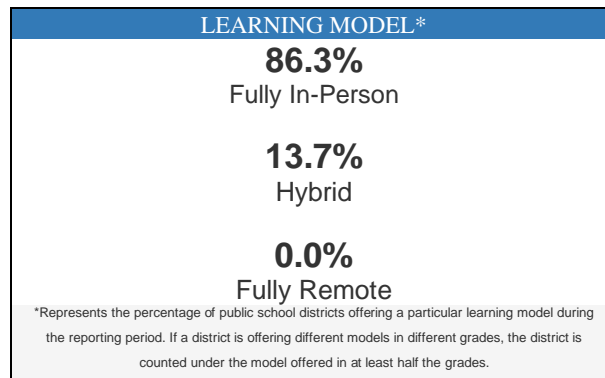 LEARNING MODEL*
86.3%
Fully In-Person
13.7%
Hybrid
0.0%
Fully Remote
*Represents the percentage of public school districts offering a particular learning model during
the reporting period. If a district is offering different models in different grades, the district is
counted under the model offered in at least half the grades.